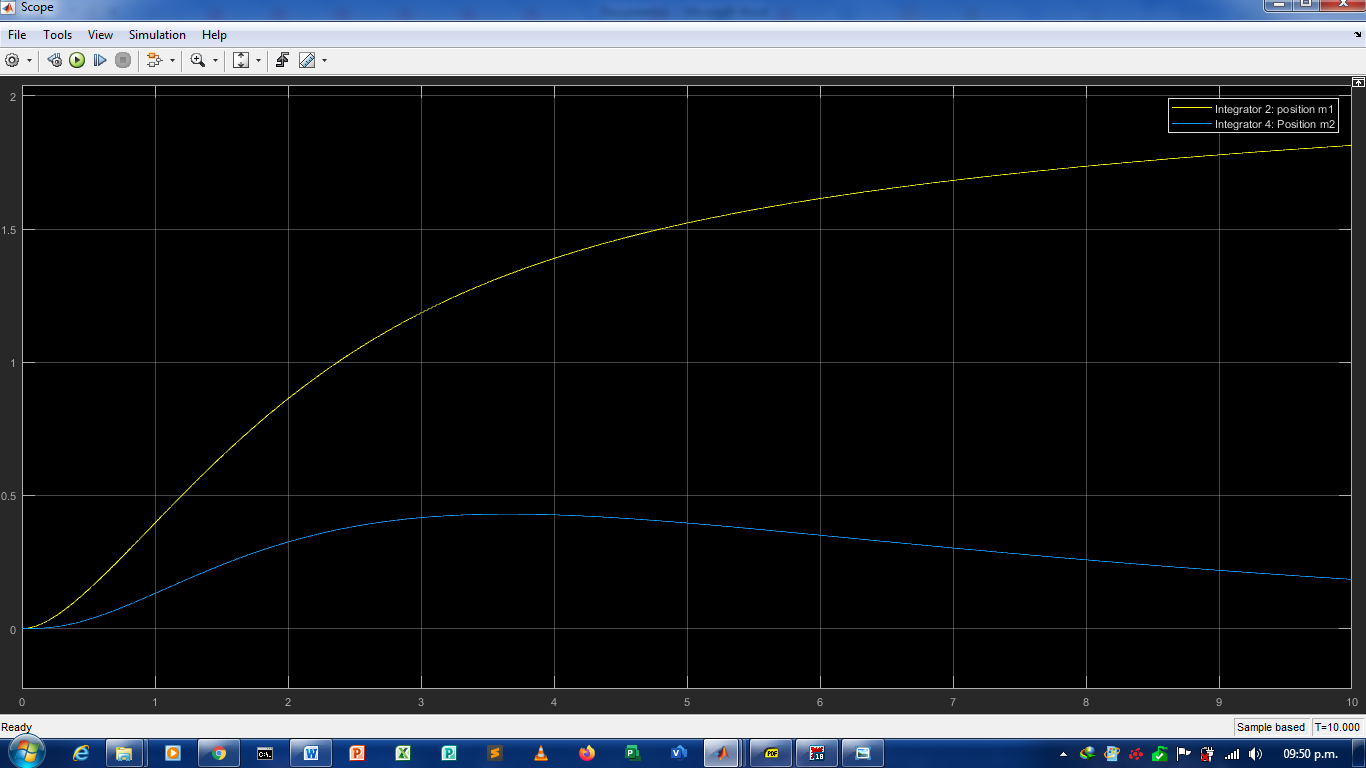 Scope
File Tools View Simulation Help
Integrator 2: position m1
Integrator 4: Position m2
2
1.5
1
0.5
0
0 1 2 3 4 5 6 7 8 9 10
Ready
Sample based T=10.000
09:50 p.m.